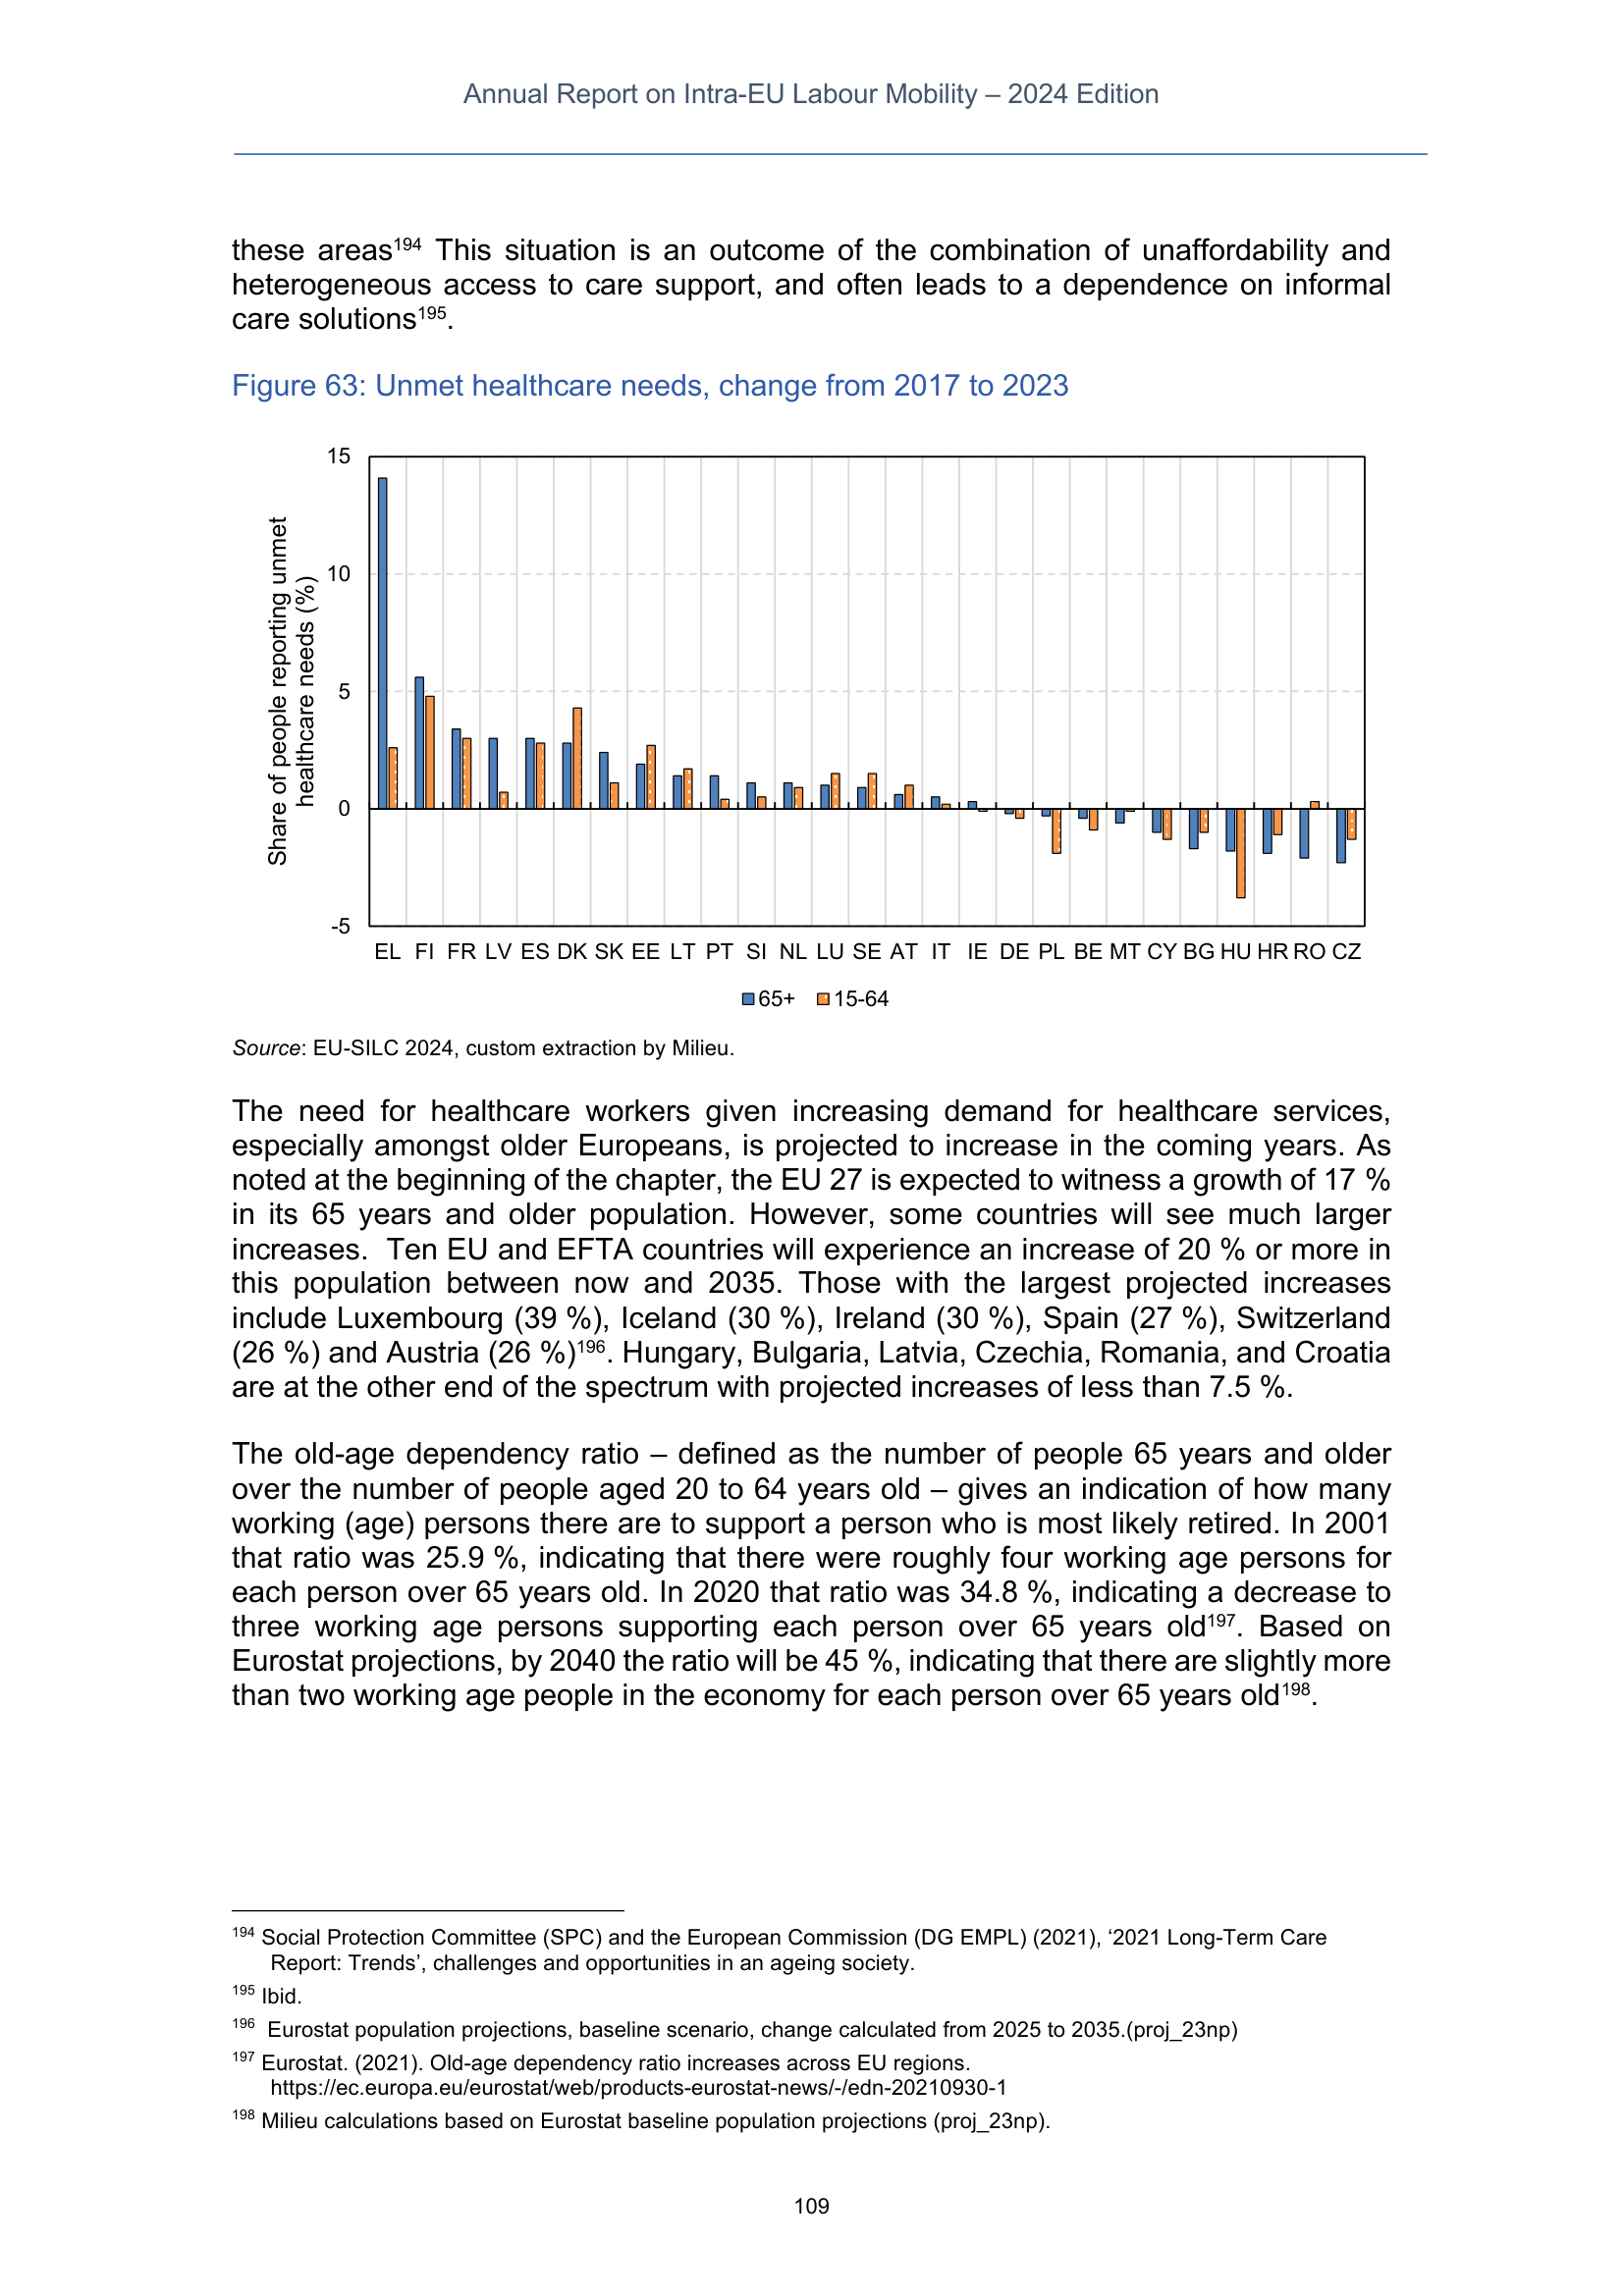 Annual Report on Intra-EU Labour Mobility – 2024 Edition
these areas194 This situation is an outcome of the combination of unaffordability and
heterogeneous access to care support, and often leads to a dependence on informal
care solutions195.
Figure 63: Unmet healthcare needs, change from 2017 to 2023
Share of people reporting unmet
healthcare needs (%)
15
10
5
0
-5
EL FI FR LV ES DK SK EE LT PT SI NL LU SE AT IT IE DE PL BE MT CY BG HU HR RO CZ
65+ 15-64
Source: EU-SILC 2024, custom extraction by Milieu.
The need for healthcare workers given increasing demand for healthcare services,
especially amongst older Europeans, is projected to increase in the coming years. As
noted at the beginning of the chapter, the EU 27 is expected to witness a growth of 17 %
in its 65 years and older population. However, some countries will see much larger
increases.  Ten EU and EFTA countries will experience an increase of 20 % or more in
this population between now and 2035. Those with the largest projected increases
include Luxembourg (39 %), Iceland (30 %), Ireland (30 %), Spain (27 %), Switzerland
(26 %) and Austria (26 %)196. Hungary, Bulgaria, Latvia, Czechia, Romania, and Croatia
are at the other end of the spectrum with projected increases of less than 7.5 %.
The old-age dependency ratio – defined as the number of people 65 years and older
over the number of people aged 20 to 64 years old – gives an indication of how many
working (age) persons there are to support a person who is most likely retired. In 2001
that ratio was 25.9 %, indicating that there were roughly four working age persons for
each person over 65 years old. In 2020 that ratio was 34.8 %, indicating a decrease to
three working age persons supporting each person over 65 years old197. Based on
Eurostat projections, by 2040 the ratio will be 45 %, indicating that there are slightly more
than two working age people in the economy for each person over 65 years old198.
194 Social Protection Committee (SPC) and the European Commission (DG EMPL) (2021), ‘2021 Long-Term Care
Report: Trends’, challenges and opportunities in an ageing society.
195 Ibid.
196  Eurostat population projections, baseline scenario, change calculated from 2025 to 2035.(proj_23np)
197 Eurostat. (2021). Old-age dependency ratio increases across EU regions.
https://ec.europa.eu/eurostat/web/products-eurostat-news/-/edn-20210930-1
198 Milieu calculations based on Eurostat baseline population projections (proj_23np).
109